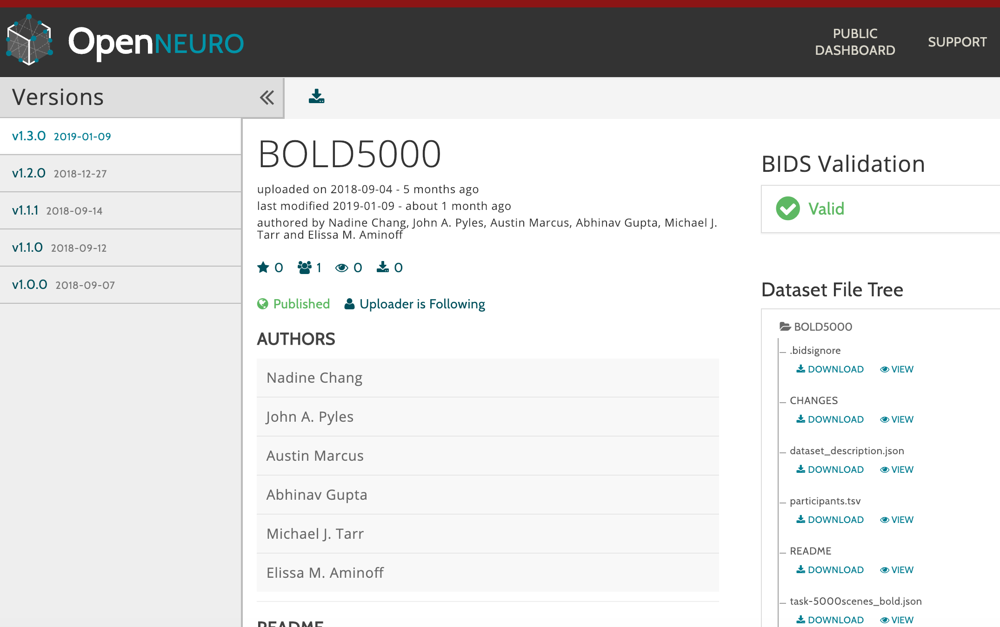 OpenNEURO
PUBLIC
DASHBOARD
SUPPORT
Versions
v1.3.0 2019-01-09
v1.2.0 2018-12-27
v1.1.1 2018-09-14
v1.1.0 2018-09-12
v1.0.0 2018-09-07
BOLD5000
uploaded on 2018-09-04 - 5 months ago
last modified 2019-01-09 - about 1 month ago
authored by Nadine Chang, John A. Pyles, Austin Marcus, Abhinav Gupta, Michael J.
Tarr and Elissa M. Aminoff
0 1 0 0
Published Uploader is Following
AUTHORS
Nadine Chang
John A. Pyles
Austin Marcus
Abhinav Gupta
Michael J. Tarr
Elissa M. Aminoff
README
BIDS Validation
Valid
Dataset File Tree
BOLD5000
.bidsignore
DOWNLOAD VIEW
CHANGES
DOWNLOAD VIEW
dataset_description.json
DOWNLOAD VIEW
participants.tsv
DOWNLOAD VIEW
README
DOWNLOAD VIEW
task-5000scenes_bold.json
DOWNLOAD VIEW